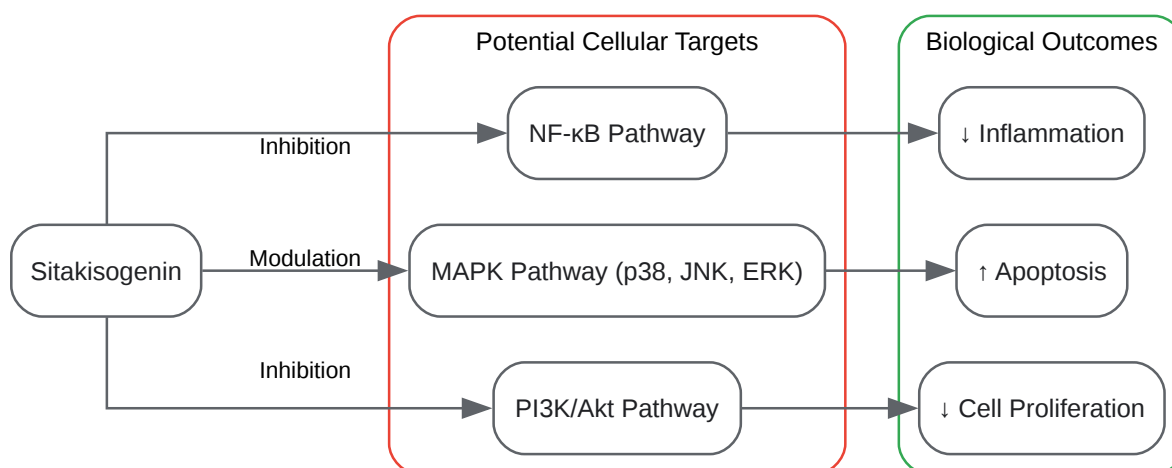 Potential Cellular Targets
Biological Outcomes
Inhibition
NF-κB Pathway
↓ Inflammation
Sitakisogenin
Modulation
MAPK Pathway (p38, JNK, ERK)
↑ Apoptosis
Inhibition
PI3K/Akt Pathway
↓ Cell Proliferation